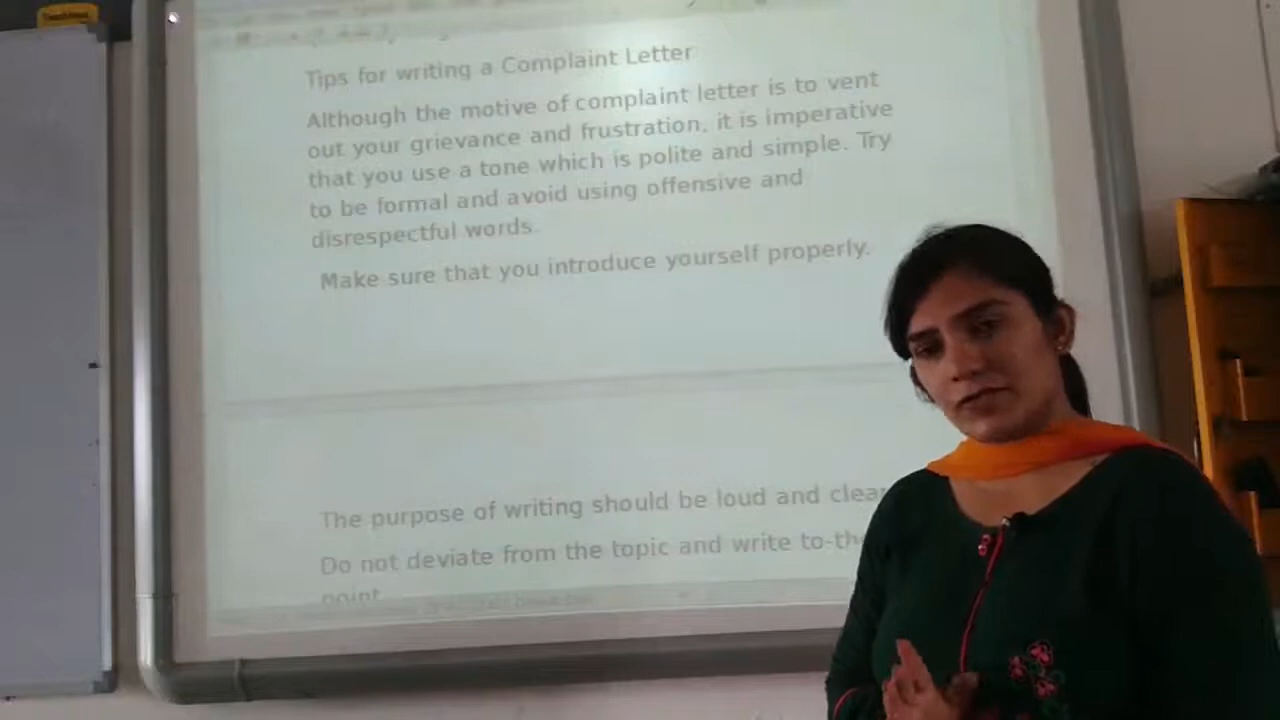 Tips for writing a Complaint Letter
Although the motive of complaint letter is to vent
out your grievance and frustration, it is imperative
that you use a tone which is polite and simple. Try
to be formal and avoid using offensive and
disrespectful words.
Make sure that you introduce yourself properly.
The purpose of writing should be loud and clear
Do not deviate from the topic and write to-the
point